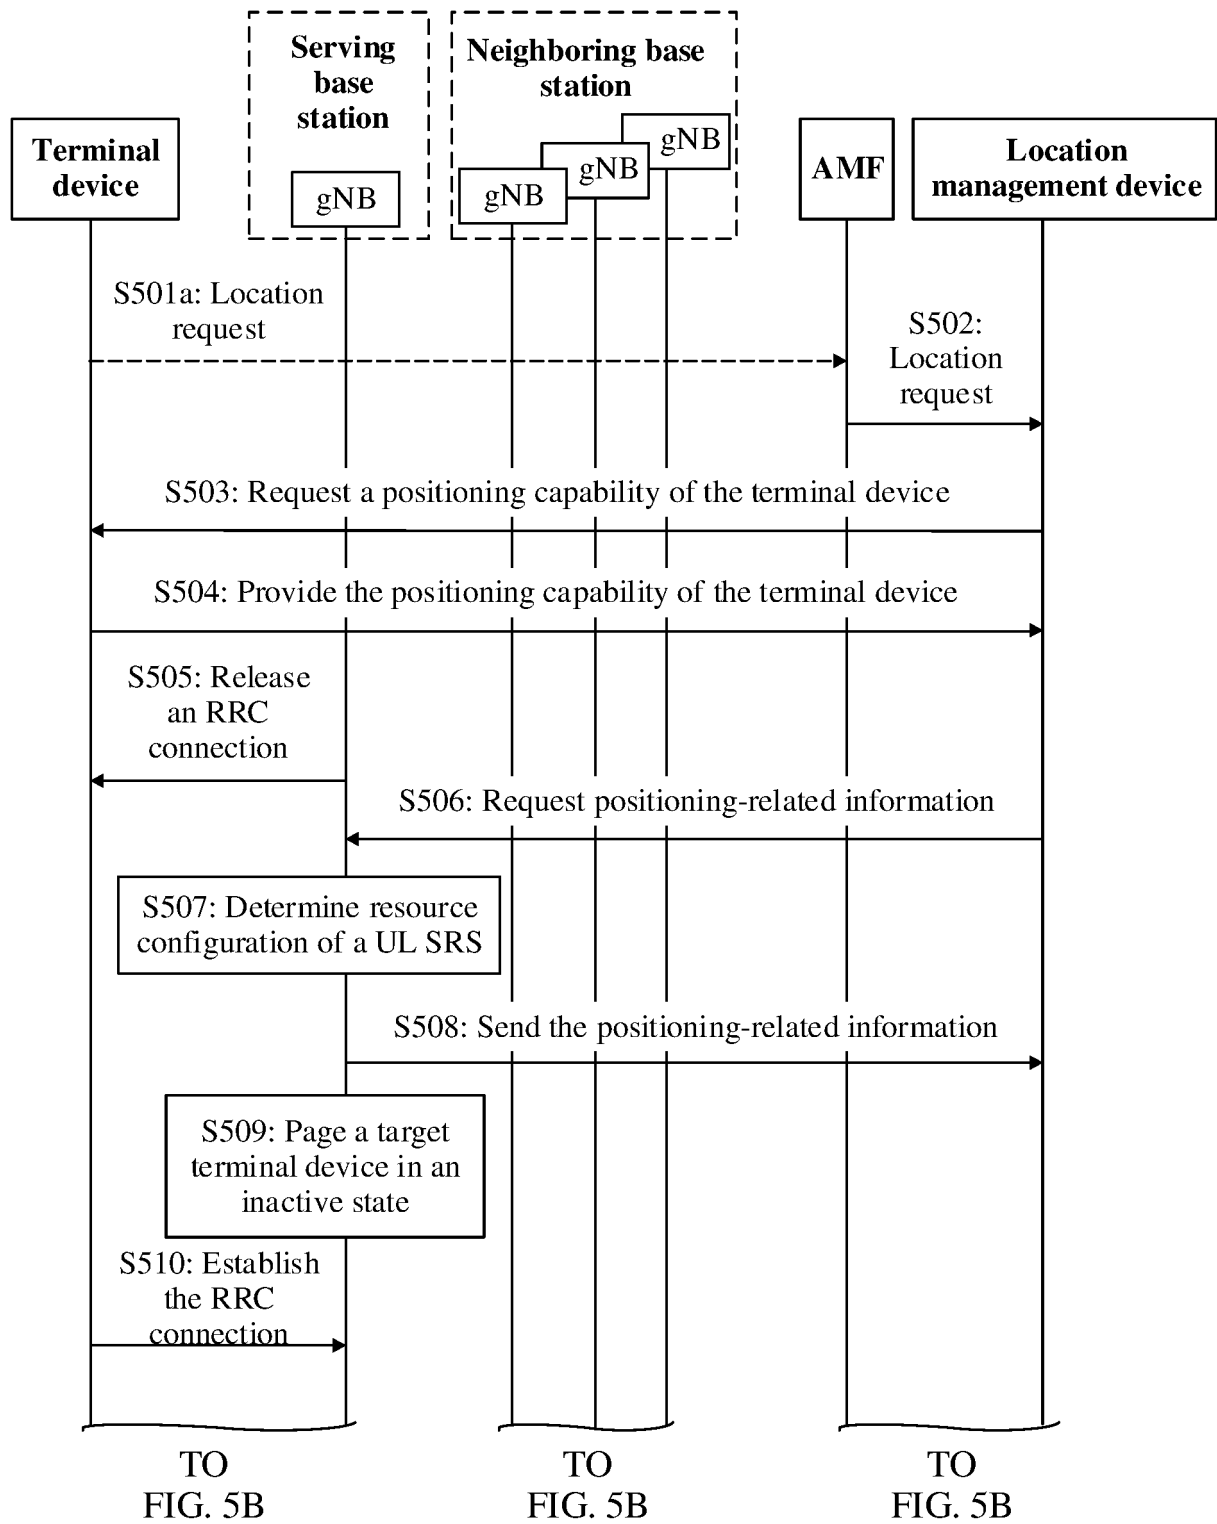 Serving
base
station
Neighboring base
station
Terminal
device
gNB
gNB
gNB
gNB
AMF
Location
management device
S501a: Location
request
S502:
Location
request
S503: Request a positioning capability of the terminal device
S504: Provide the positioning capability of the terminal device
S505: Release
an RRC
connection
S506: Request positioning-related information
S507: Determine resource
configuration of a UL SRS
S508: Send the positioning-related information
S509: Page a target
terminal device in an
inactive state
S510: Establish
the RRC
connection
TO
FIG. 5B
TO
FIG. 5B
TO
FIG. 5B